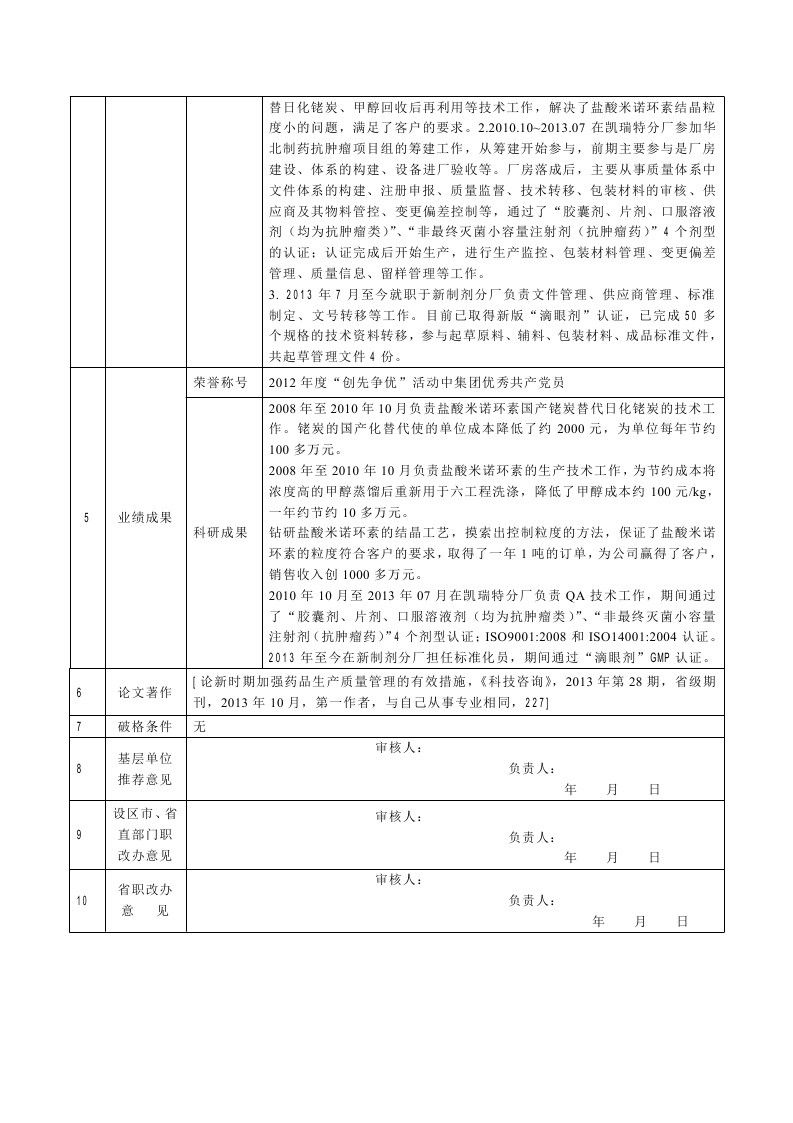 替日化铑炭、甲醇回收后再利用等技术工作，解决了盐酸米诺环素结晶粒
度小的问题，满足了客户的要求。2.2010.10~2013.07 在凯瑞特分厂参加华
北制药抗肿瘤项目组的筹建工作，从筹建开始参与，前期主要参与是厂房
建设、体系的构建、设备进厂验收等。厂房落成后，主要从事质量体系中
文件体系的构建、注册申报、质量监督、技术转移、包装材料的审核、供
应商及其物料管控、变更偏差控制等，通过了“胶囊剂、片剂、口服溶液
剂（均为抗肿瘤类）”、“非最终灭菌小容量注射剂（抗肿瘤药）”4 个剂型
的认证；认证完成后开始生产，进行生产监控、包装材料管理、变更偏差
管理、质量信息、留样管理等工作。
3. 2013 年 7 月至今就职于新制剂分厂负责文件管理、供应商管理、标准
制定、文号转移等工作。目前已取得新版“滴眼剂”认证，已完成 50 多
个规格的技术资料转移，参与起草原料、辅料、包装材料、成品标准文件，
共起草管理文件 4 份。
5
业绩成果
荣誉称号
2012 年度“创先争优”活动中集团优秀共产党员
科研成果
2008 年至 2010 年 10 月负责盐酸米诺环素国产铑炭替代日化铑炭的技术工
作。铑炭的国产化替代使的单位成本降低了约 2000 元，为单位每年节约
100 多万元。
2008 年至 2010 年 10 月负责盐酸米诺环素的生产技术工作，为节约成本将
浓度高的甲醇蒸馏后重新用于六工程洗涤，降低了甲醇成本约 100 元/kg，
一年约节约 10 多万元。
钻研盐酸米诺环素的结晶工艺，摸索出控制粒度的方法，保证了盐酸米诺
环素的粒度符合客户的要求，取得了一年 1 吨的订单，为公司赢得了客户，
销售收入创 1000 多万元。
2010 年 10 月至 2013 年 07 月在凯瑞特分厂负责 QA 技术工作，期间通过
了“胶囊剂、片剂、口服溶液剂（均为抗肿瘤类）”、“非最终灭菌小容量
注射剂（抗肿瘤药）”4 个剂型认证；ISO9001:2008 和 ISO14001:2004 认证。
2013 年至今在新制剂分厂担任标准化员，期间通过“滴眼剂”GMP 认证。
6
论文著作
[论新时期加强药品生产质量管理的有效措施，《科技咨询》，2013 年第 28 期，省级期
刊，2013 年 10 月，第一作者，与自己从事专业相同，227]
7
破格条件
无
8
基层单位
推荐意见
审核人：
负责人：
年 月 日
9
设区市、省
直部门职
改办意见
审核人：
负责人：
年 月 日
10
省职改办
意 见
审核人：
负责人：
年 月 日